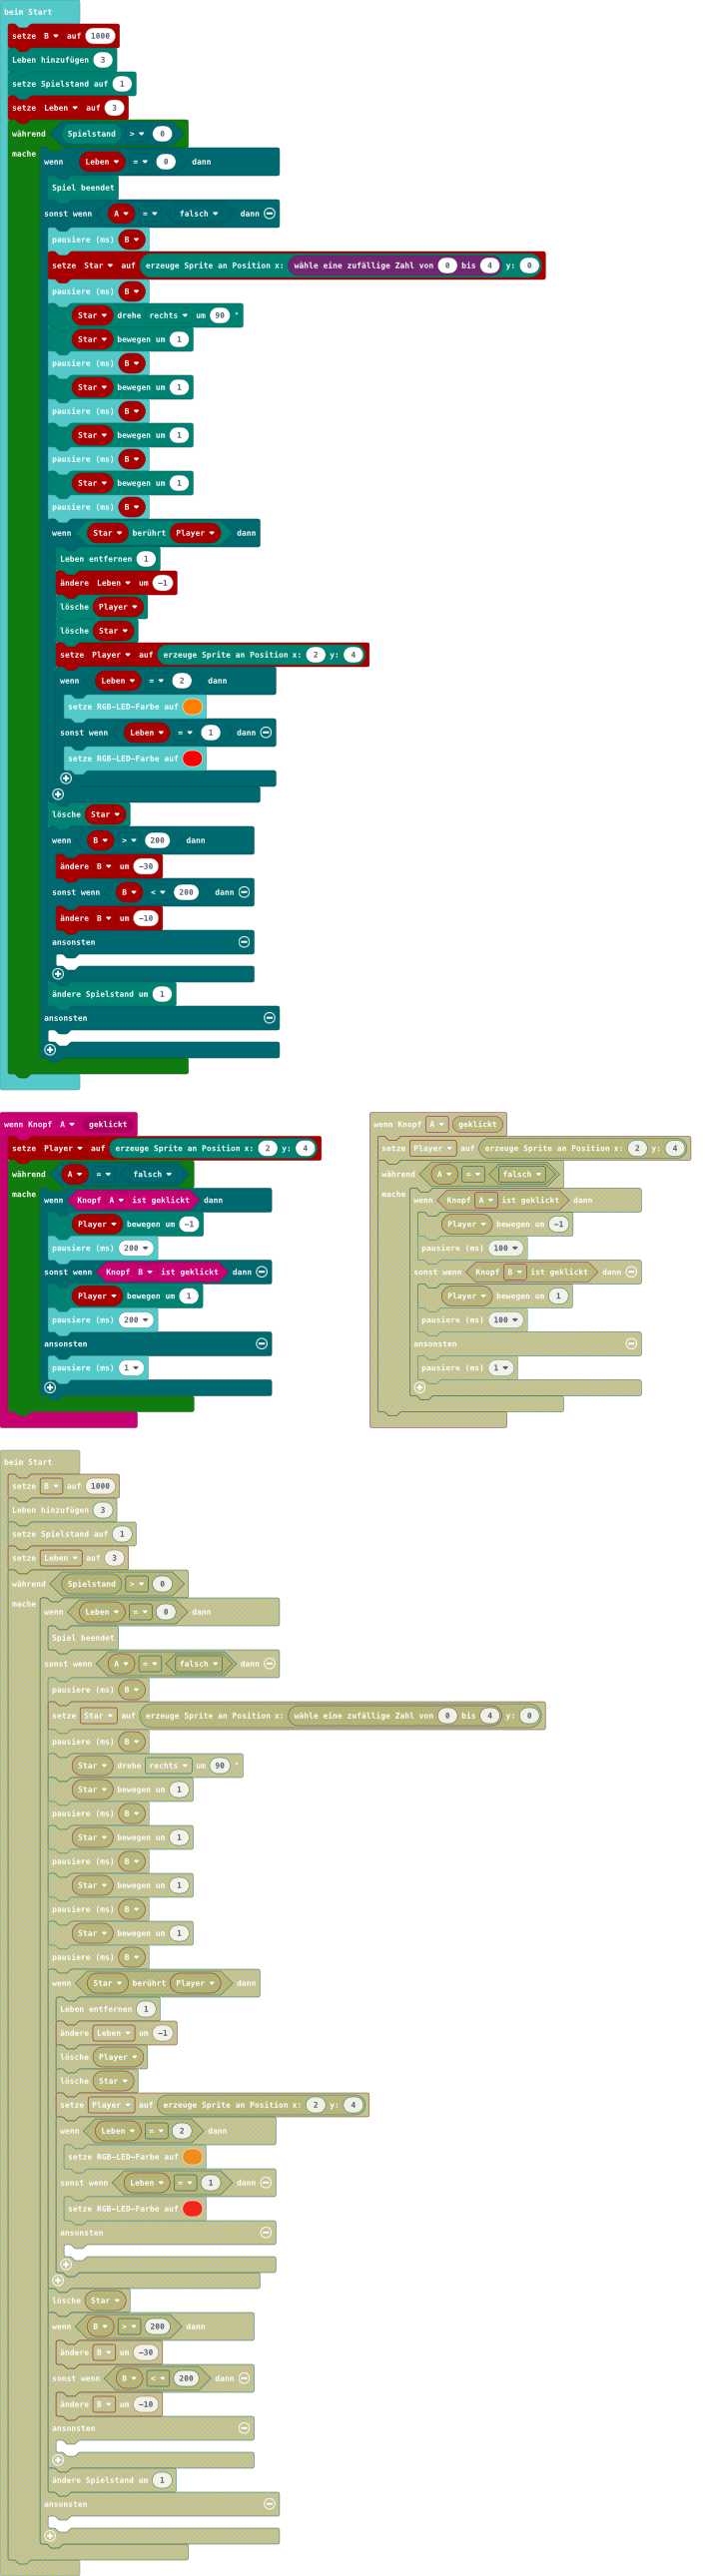 beim Start
setze B auf 1000
Leben hinzufügen 3
setze Spielstand auf 1
setze Leben auf 3
während Spielstand > 0
mache wenn Leben = 0 dann
Spiel beendet
sonst wenn A = falsch dann
pausiere (ms) B
setze Star auf erzeuge Sprite an Position x: wähle eine zufällige Zahl von 0 bis 4 y: 0
pausiere (ms) B
Star drehe rechts um 90 °
Star bewegen um 1
pausiere (ms) B
Star bewegen um 1
pausiere (ms) B
Star bewegen um 1
pausiere (ms) B
Star bewegen um 1
pausiere (ms) B
wenn Star berührt Player dann
Leben entfernen 1
ändere Leben um -1
lösche Player
lösche Star
setze Player auf erzeuge Sprite an Position x: 2 y: 4
wenn Leben = 2 dann
setze RGB-LED-Farbe auf
sonst wenn Leben = 1 dann
setze RGB-LED-Farbe auf
lösche Star
wenn B > 200 dann
ändere B um -30
sonst wenn B < 200 dann
ändere B um -10
ansonsten
ändere Spielstand um 1
ansonsten
wenn Knopf A geklickt
setze Player auf erzeuge Sprite an Position x: 2 y: 4
während A = falsch
mache wenn Knopf A ist geklickt dann
Player bewegen um -1
pausiere (ms) 200
sonst wenn Knopf B ist geklickt dann
Player bewegen um 1
pausiere (ms) 200
ansonsten
pausiere (ms) 1
wenn Knopf A geklickt
setze Player auf erzeuge Sprite an Position x: 2 y: 4
während A = falsch
mache wenn Knopf A ist geklickt dann
Player bewegen um -1
pausiere (ms) 100
sonst wenn Knopf B ist geklickt dann
Player bewegen um 1
pausiere (ms) 100
ansonsten
pausiere (ms) 1
beim Start
setze B auf 1000
Leben hinzufügen 3
setze Spielstand auf 1
setze Leben auf 3
während Spielstand > 0
mache wenn Leben = 0 dann
Spiel beendet
sonst wenn A = falsch dann
pausiere (ms) B
setze Star auf erzeuge Sprite an Position x: wähle eine zufällige Zahl von 0 bis 4 y: 0
pausiere (ms) B
Star drehe rechts um 90 °
Star bewegen um 1
pausiere (ms) B
Star bewegen um 1
pausiere (ms) B
Star bewegen um 1
pausiere (ms) B
Star bewegen um 1
pausiere (ms) B
wenn Star berührt Player dann
Leben entfernen 1
ändere Leben um -1
lösche Player
lösche Star
setze Player auf erzeuge Sprite an Position x: 2 y: 4
wenn Leben = 2 dann
setze RGB-LED-Farbe auf
sonst wenn Leben = 1 dann
setze RGB-LED-Farbe auf
ansonsten
lösche Star
wenn B > 200 dann
ändere B um -30
sonst wenn B < 200 dann
ändere B um -10
ansonsten
ändere Spielstand um 1
ansonsten